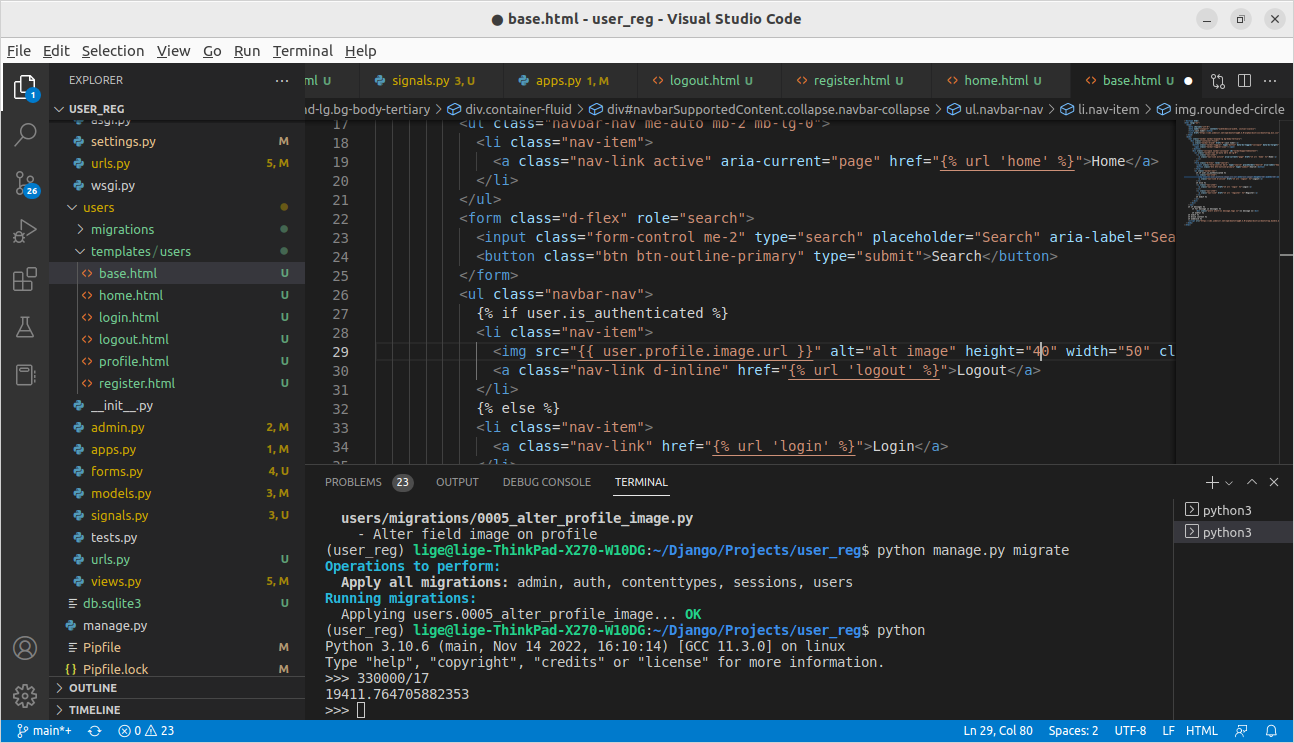 ● base.html - user_reg - Visual Studio Code
File Edit Selection View Go Run Terminal Help
EXPLORER
ml U
signals.py 3, U
apps.py 1, M
logout.html U
register.html U
home.html U
base.html U
ad-lg.bg-body-tertiary > div.container-fluid > div#navbarSupportedContent.collapse.navbar-collapse > ul.navbar-nav > li.nav-item > img.rounded-circle
1
26
USER_REG
asgi.py
settings.py M
urls.py 5, M
wsgi.py
users
migrations
templates/users
base.html U
home.html U
login.html U
logout.html U
profile.html U
register.html U
__init__.py
admin.py 2, M
apps.py 1, M
forms.py 4, U
models.py 3, M
signals.py 3, U
tests.py
urls.py U
views.py 5, M
db.sqlite3 U
manage.py
Pipfile M
{} Pipfile.lock M
OUTLINE
TIMELINE
17 <ul class="navbar-nav me-auto mb-2 mb-lg-0">
18 <li class="nav-item">
19 <a class="nav-link active" aria-current="page" href="{% url 'home' %}">Home</a>
20 </li>
21 </ul>
22 <form class="d-flex" role="search">
23 <input class="form-control me-2" type="search" placeholder="Search" aria-label="Sea
24 <button class="btn btn-outline-primary" type="submit">Search</button>
25 </form>
26 <ul class="navbar-nav">
27 {% if user.is_authenticated %}
28 <li class="nav-item">
29 <img src="{{ user.profile.image.url }}" alt="alt image" height="40" width="50" cl
30 <a class="nav-link d-inline" href="{% url 'logout' %}">Logout</a>
31 </li>
32 {% else %}
33 <li class="nav-item">
34 <a class="nav-link" href="{% url 'login' %}">Login</a>
35 </li>
PROBLEMS 23 OUTPUT DEBUG CONSOLE TERMINAL
users/migrations/0005_alter_profile_image.py
- Alter field image on profile
(user_reg) lige@lige-ThinkPad-X270-W10DG:~/Django/Projects/user_reg$ python manage.py migrate
Operations to perform:
Apply all migrations: admin, auth, contenttypes, sessions, users
Running migrations:
Applying users.0005_alter_profile_image... OK
(user_reg) lige@lige-ThinkPad-X270-W10DG:~/Django/Projects/user_reg$ python
Python 3.10.6 (main, Nov 14 2022, 16:10:14) [GCC 11.3.0] on linux
Type "help", "copyright", "credits" or "license" for more information.
>>> 330000/17
19411.764705882353
>>>
python3
python3
main*+ 0 23 Ln 29, Col 80 Spaces: 2 UTF-8 LF HTML